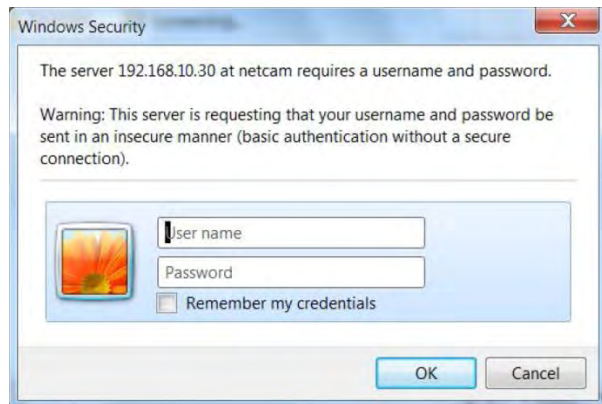 Windows Security
The server 192.168.10.30 at netcam requires a username and password.
Warning: This server is requesting that your username and password be
sent in an insecure manner (basic authentication without a secure
connection).
User name
Password
Remember my credentials
OK
Cancel